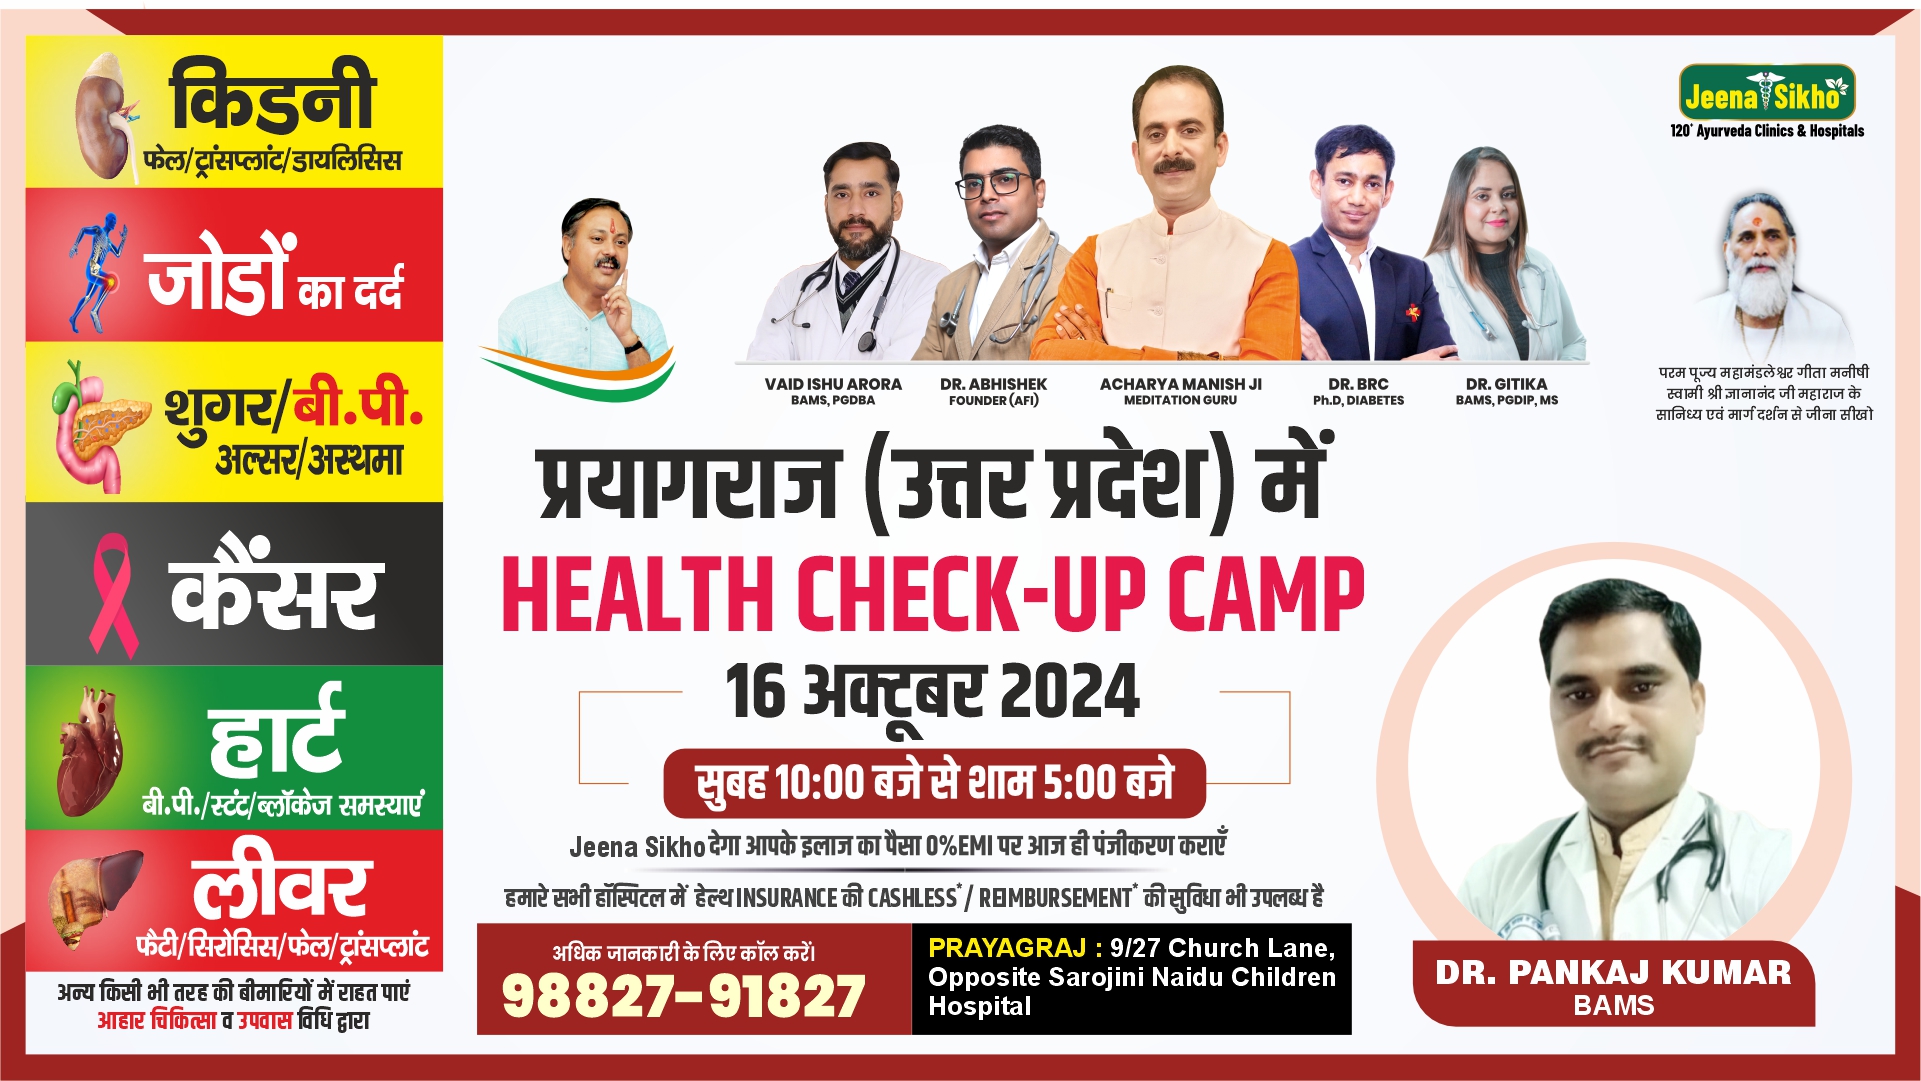 किडनी
फेल/ट्रांसप्लांट/डायलिसिस
जोडों का दर्द
शुगर/बी.पी.
अल्सर/अस्थमा
कैंसर
हार्ट
बी.पी./स्टंट/ब्लॉकेज समस्याएं
लीवर
फैटी/सिरोसिस/फेल/ट्रांसप्लांट
अन्य किसी भी तरह की बीमारियों में राहत पाएं
आहार चिकित्सा व उपवास विधि द्वारा
Jeena Sikho
120+ Ayurveda Clinics & Hospitals
VAID ISHU ARORA
BAMS, PGDBA
DR. ABHISHEK
FOUNDER (AFI)
ACHARYA MANISH JI
MEDITATION GURU
DR. BRC
Ph.D, DIABETES
DR. GITIKA
BAMS, PGDIP, MS
परम पूज्य महामंडलेश्वर गीता मनीषी
स्वामी श्री ज्ञानानंद जी महाराज के
सानिध्य एवं मार्ग दर्शन से जीना सीखो
प्रयागराज (उत्तर प्रदेश) में
HEALTH CHECK-UP CAMP
16 अक्टूबर 2024
सुबह 10:00 बजे से शाम 5:00 बजे
Jeena Sikho देगा आपके इलाज का पैसा 0%EMI पर आज ही पंजीकरण कराएँ
हमारे सभी हॉस्पिटल में हेल्थ INSURANCE की CASHLESS* / REIMBURSEMENT* की सुविधा भी उपलब्ध है
अधिक जानकारी के लिए कॉल करें।
98827-91827
PRAYAGRAJ : 9/27 Church Lane,
Opposite Sarojini Naidu Children
Hospital
DR. PANKAJ KUMAR
BAMS